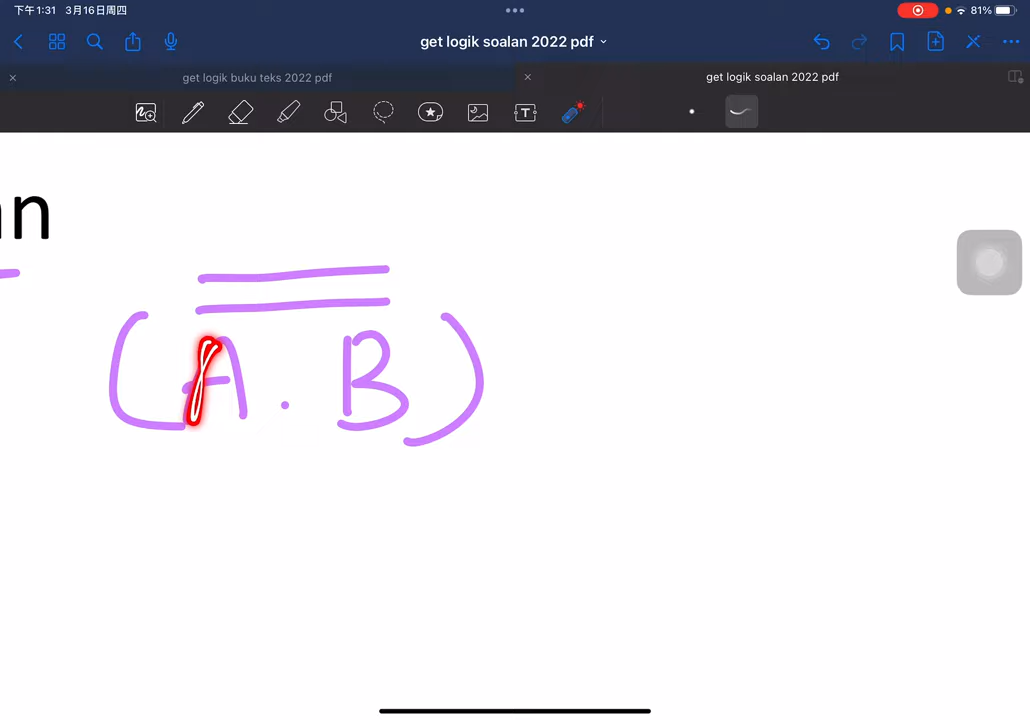 下午1:31 3月16日周四 81%
get logik soalan 2022 pdf
get logik buku teks 2022 pdf get logik soalan 2022 pdf
T
n
(A . B)